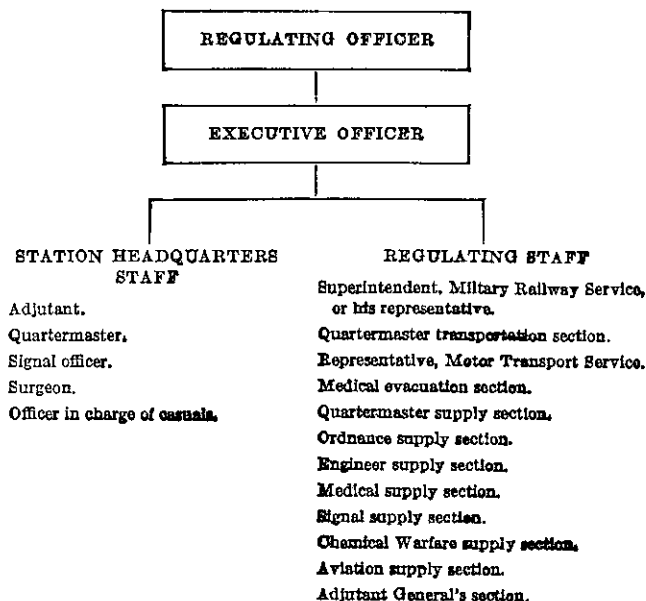 REGULATING OFFICER
EXECUTIVE OFFICER
STATION HEADQUARTERS
STAFF
Adjutant.
Quartermaster.
Signal officer.
Surgeon.
Officer in charge of casuals.
REGULATING STAFF
Superintendent, Military Railway Service,
or his representative.
Quartermaster transportation section.
Representative, Motor Transport Service.
Medical evacuation section.
Quartermaster supply section.
Ordnance supply section.
Engineer supply section.
Medical supply section.
Signal supply section.
Chemical Warfare supply section.
Aviation supply section.
Adjutant General's section.